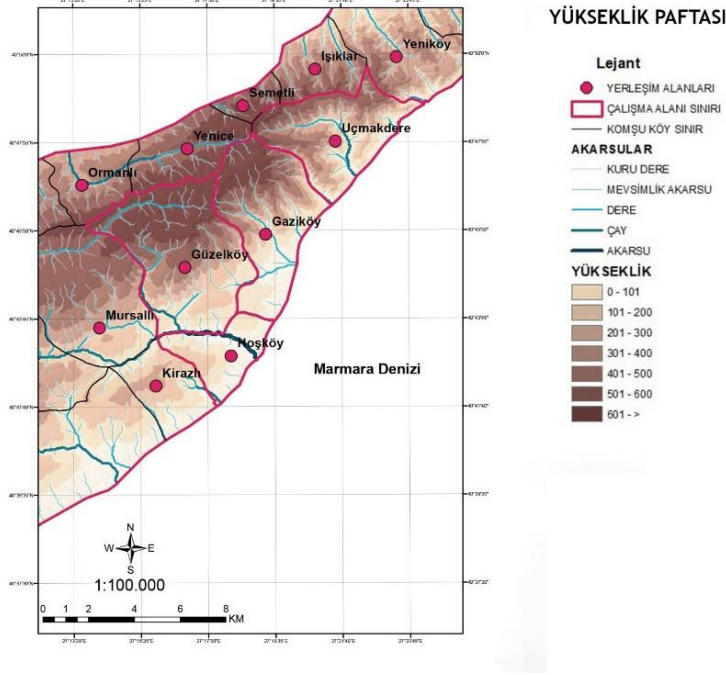 YÜKSEKLİK PAFTASI
Işıklar
Yeniköy
Semetli
Yenice
Uçmakdere
Ormanlı
Gaziköy
Güzelköy
Mursallı
Hoşköy
Kirazlı
Marmara Denizi
N
W E
S
1:100.000
0 1 2 4 6 8
KM
Lejant
YERLEŞİM ALANLARI
ÇALIŞMA ALANI SINIRI
KOMŞU KÖY SINIR
AKARSULAR
KURU DERE
MEVSİMLİK AKARSU
DERE
ÇAY
AKARSU
YÜKSEKLİK
0 - 101
101 - 200
201 - 300
301 - 400
401 - 500
501 - 600
601 - >